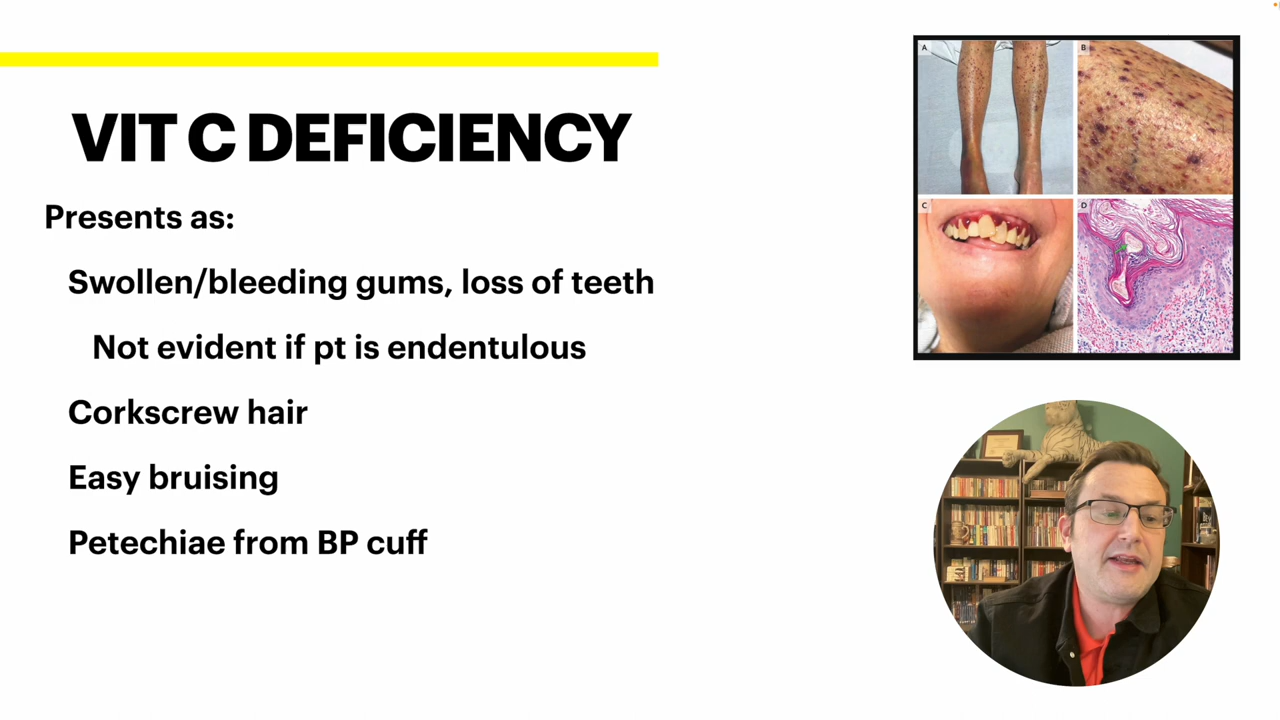 VIT C DEFICIENCY
Presents as:
Swollen/bleeding gums, loss of teeth
Not evident if pt is endentulous
Corkscrew hair
Easy bruising
Petechiae from BP cuff
A
B
C
D